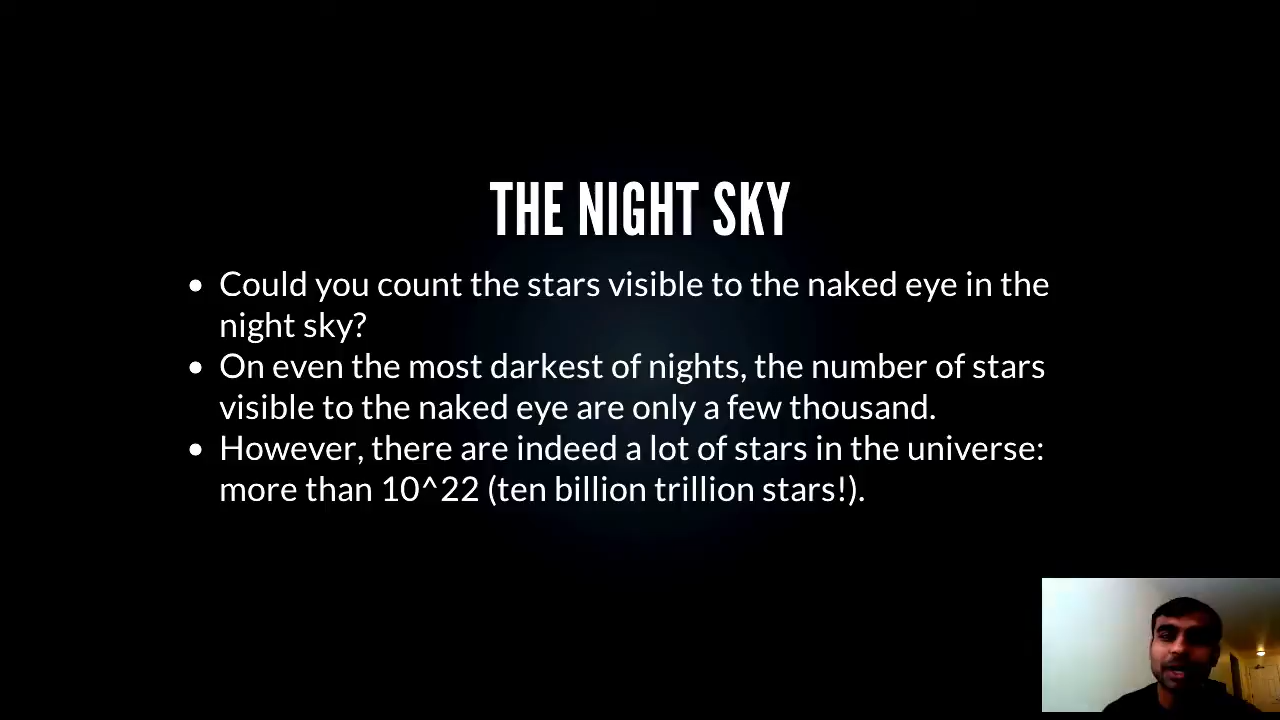 THE NIGHT SKY
• Could you count the stars visible to the naked eye in the
night sky?
• On even the most darkest of nights, the number of stars
visible to the naked eye are only a few thousand.
• However, there are indeed a lot of stars in the universe:
more than 10^22 (ten billion trillion stars!).